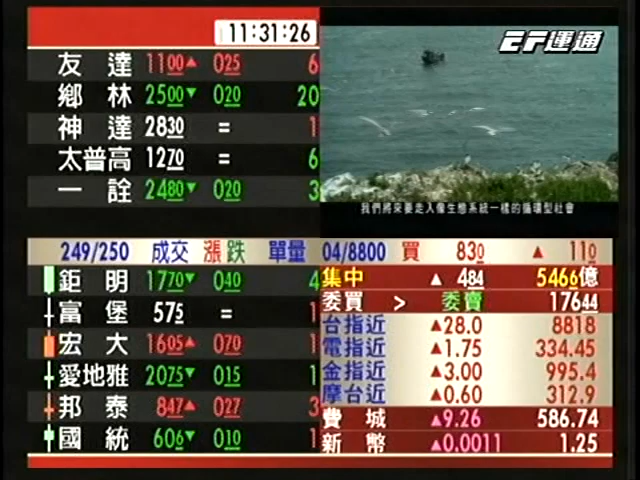 11:31:26
EF運通
友達 1100▲ 025 6
鄉林 2500▼ 020 20
神達 2830 = 1
太普高 1270 = 6
一詮 2480▼ 020 3
我們將來要走入像生態系統一樣的循環型社會
249/250 成交 漲跌 單量 04/8800 買 830 ▲ 110
鉅明 1770▼ 040 4
富堡 575 = 1
宏大 1605▲ 070 1
愛地雅 2075▼ 015 1
邦泰 847▲ 027 3
國統 606▼ 010 1
集中 ▲ 484 5466億
委買 > 委賣 17644
台指近 ▲28.0 8818
電指近 ▲1.75 334.45
金指近 ▲3.00 995.4
摩台近 ▲0.60 312.9
費城 ▲9.26 586.74
新幣 ▲0.0011 1.25